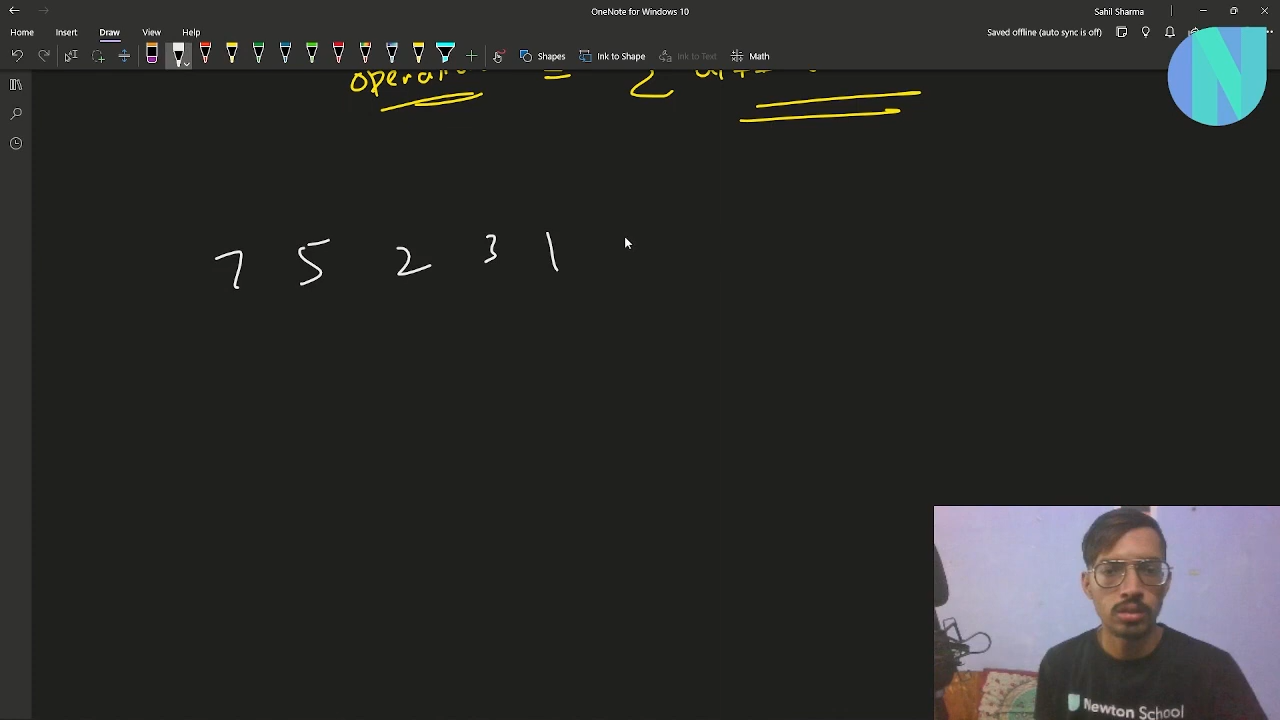 OneNote for Windows 10
Sahil Sharma
Home Insert Draw View Help
Saved offline (auto sync is off)
Shapes Ink to Shape Ink to Text Math
=
7 5 2 3 1
N
Newton School